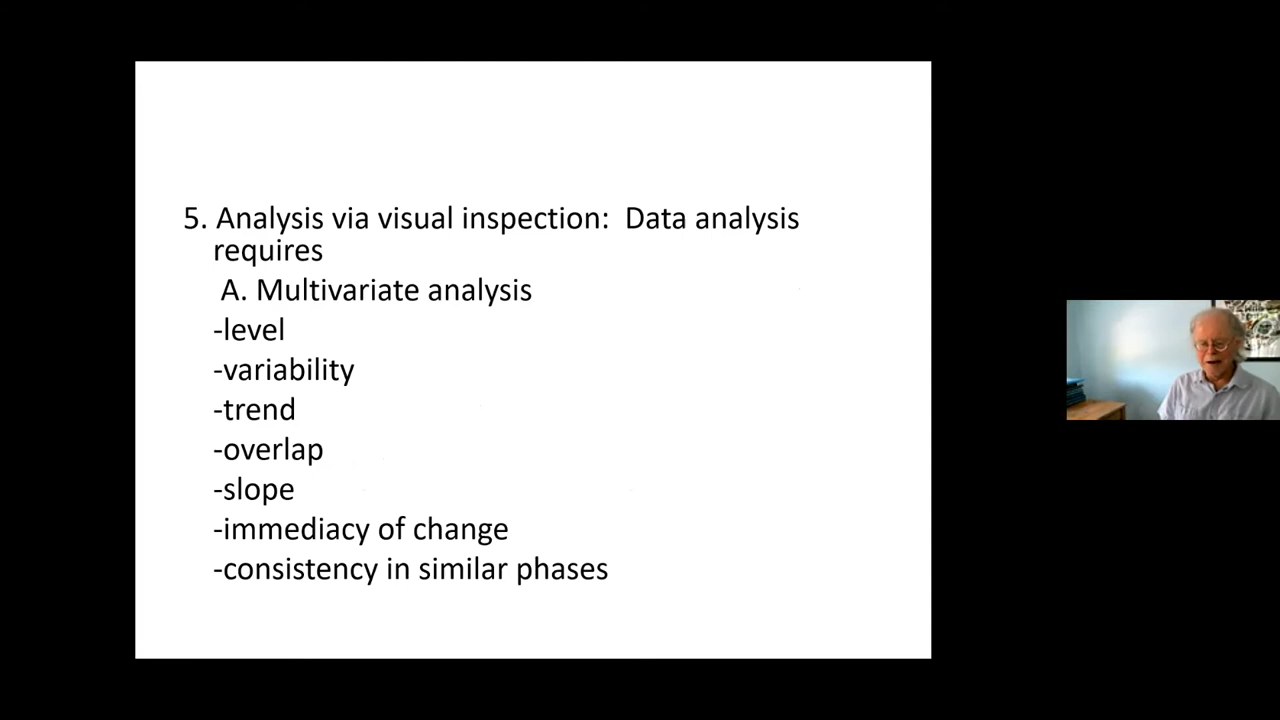 5. Analysis via visual inspection:  Data analysis
requires
A. Multivariate analysis
-level
-variability
-trend
-overlap
-slope
-immediacy of change
-consistency in similar phases